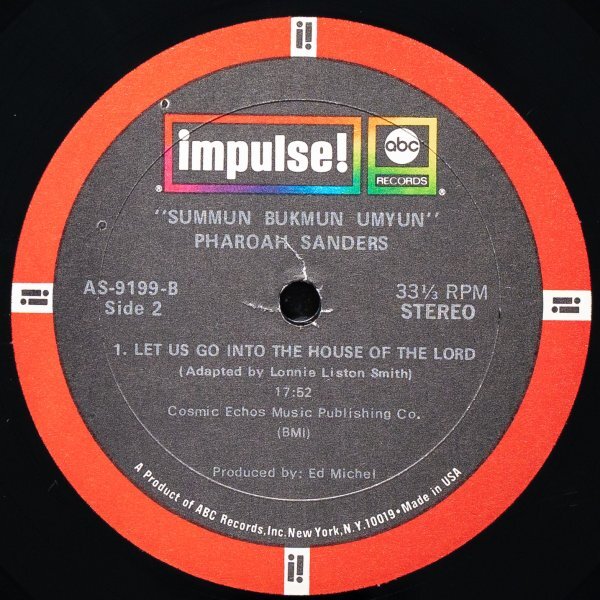 impulse!
abc
RECORDS
"SUMMUN BUKMUN UMYUN"
PHAROAH SANDERS
AS-9199-B
Side 2
33⅓ RPM
STEREO
1. LET US GO INTO THE HOUSE OF THE LORD
(Adapted by Lonnie Liston Smith)
17:52
Cosmic Echos Music Publishing Co.
(BMI)
Produced by: Ed Michel
A Product of ABC Records, Inc. New York, N.Y. 10019 • Made in USA